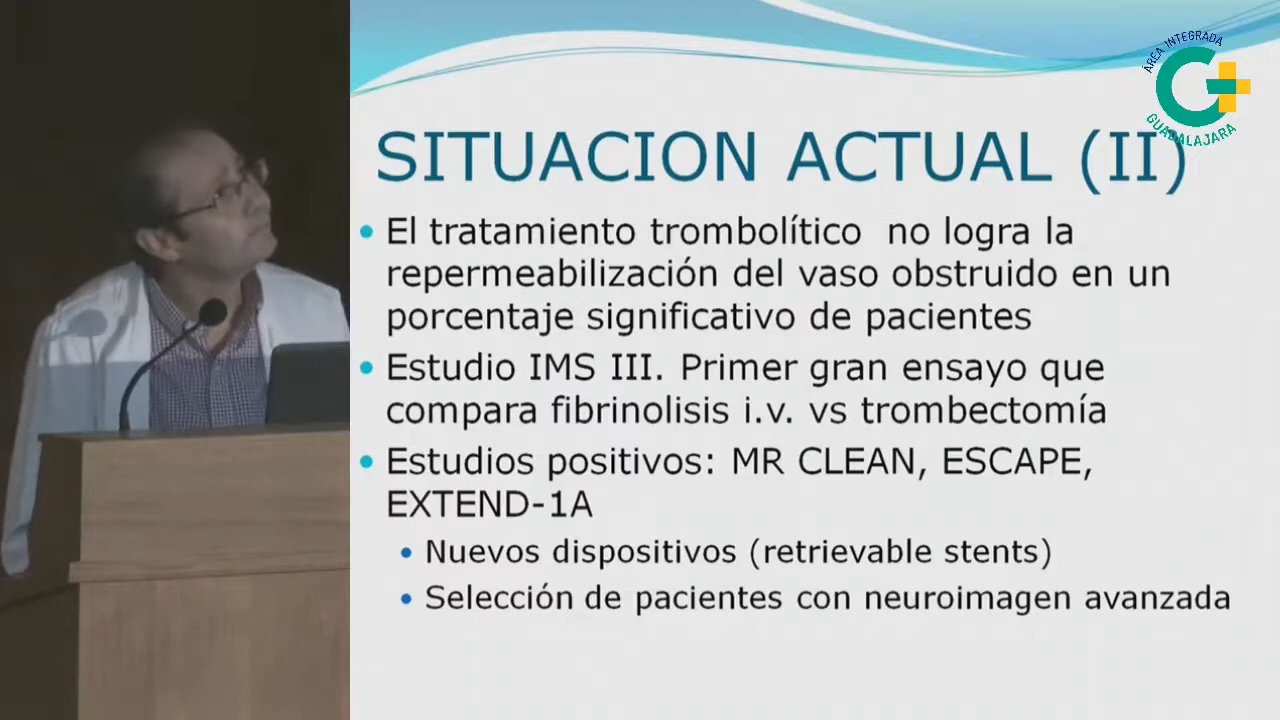 ÁREA INTEGRADA
GUADALAJARA
SITUACION ACTUAL (II)
El tratamiento trombolítico no logra la
repermeabilización del vaso obstruido en un
porcentaje significativo de pacientes
Estudio IMS III. Primer gran ensayo que
compara fibrinolisis i.v. vs trombectomía
Estudios positivos: MR CLEAN, ESCAPE,
EXTEND-1A
Nuevos dispositivos (retrievable stents)
Selección de pacientes con neuroimagen avanzada